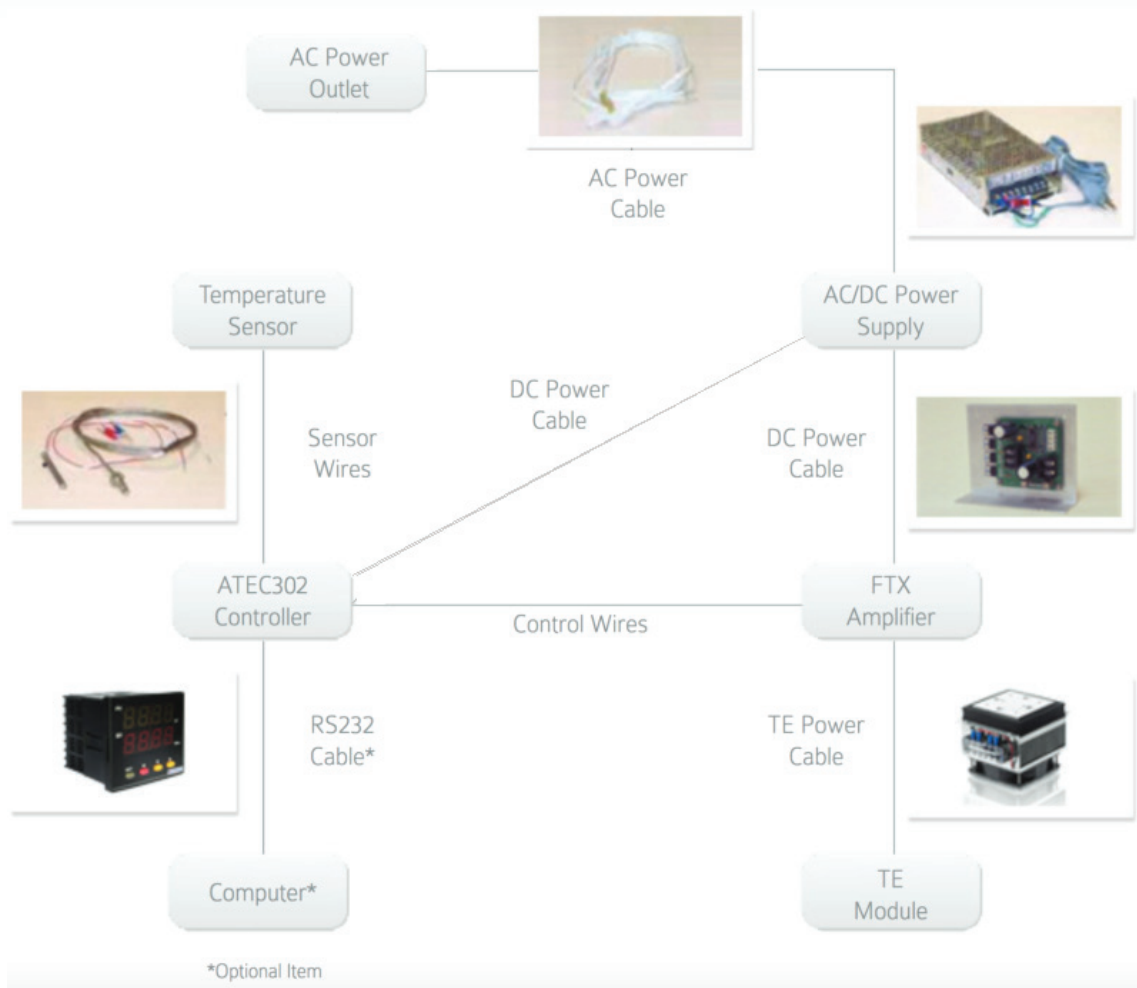 AC Power
Outlet
AC Power
Cable
Temperature
Sensor
AC/DC Power
Supply
DC Power
Cable
Sensor
Wires
DC Power
Cable
ATEC302
Controller
FTX
Amplifier
Control Wires
RS232
Cable*
TE Power
Cable
Computer*
TE
Module
*Optional Item